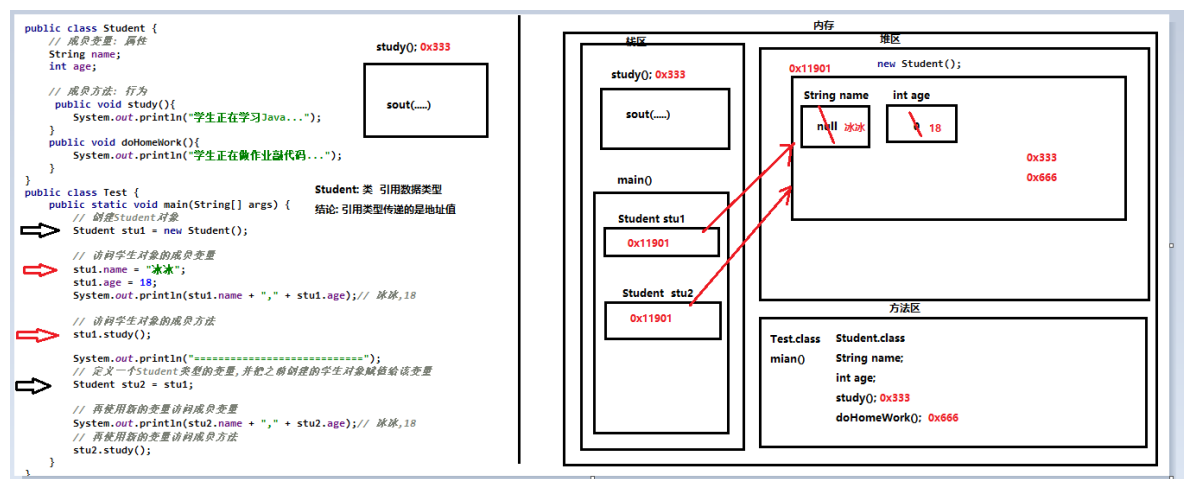 public class Student {
// 成员变量: 属性
String name;
int age;
// 成员方法: 行为
public void study(){
System.out.println("学生正在学习Java...");
}
public void doHomeWork(){
System.out.println("学生正在做作业敲代码...");
}
}
public class Test {
public static void main(String[] args) {
// 创建Student对象
Student stu1 = new Student();
// 访问学生对象的成员变量
stu1.name = "冰冰";
stu1.age = 18;
System.out.println(stu1.name + "," + stu1.age);// 冰冰,18
// 访问学生对象的成员方法
stu1.study();
System.out.println("============================");
// 定义一个Student类型的变量,并把之前创建的学生对象赋值给该变量
Student stu2 = stu1;
// 再使用新的变量访问成员变量
System.out.println(stu2.name + "," + stu2.age);// 冰冰,18
// 再使用新的变量访问成员方法
stu2.study();
}
}
study(); 0x333
sout(.....)
Student: 类 引用数据类型
结论: 引用类型传递的是地址值
内存
栈区
study(); 0x333
sout(.....)
main()
Student stu1
0x11901
Student stu2
0x11901
堆区
new Student();
0x11901
String name
int age
null 冰冰
0 18
0x333
0x666
方法区
Test.class
mian()
Student.class
String name;
int age;
study(); 0x333
doHomeWork(); 0x666